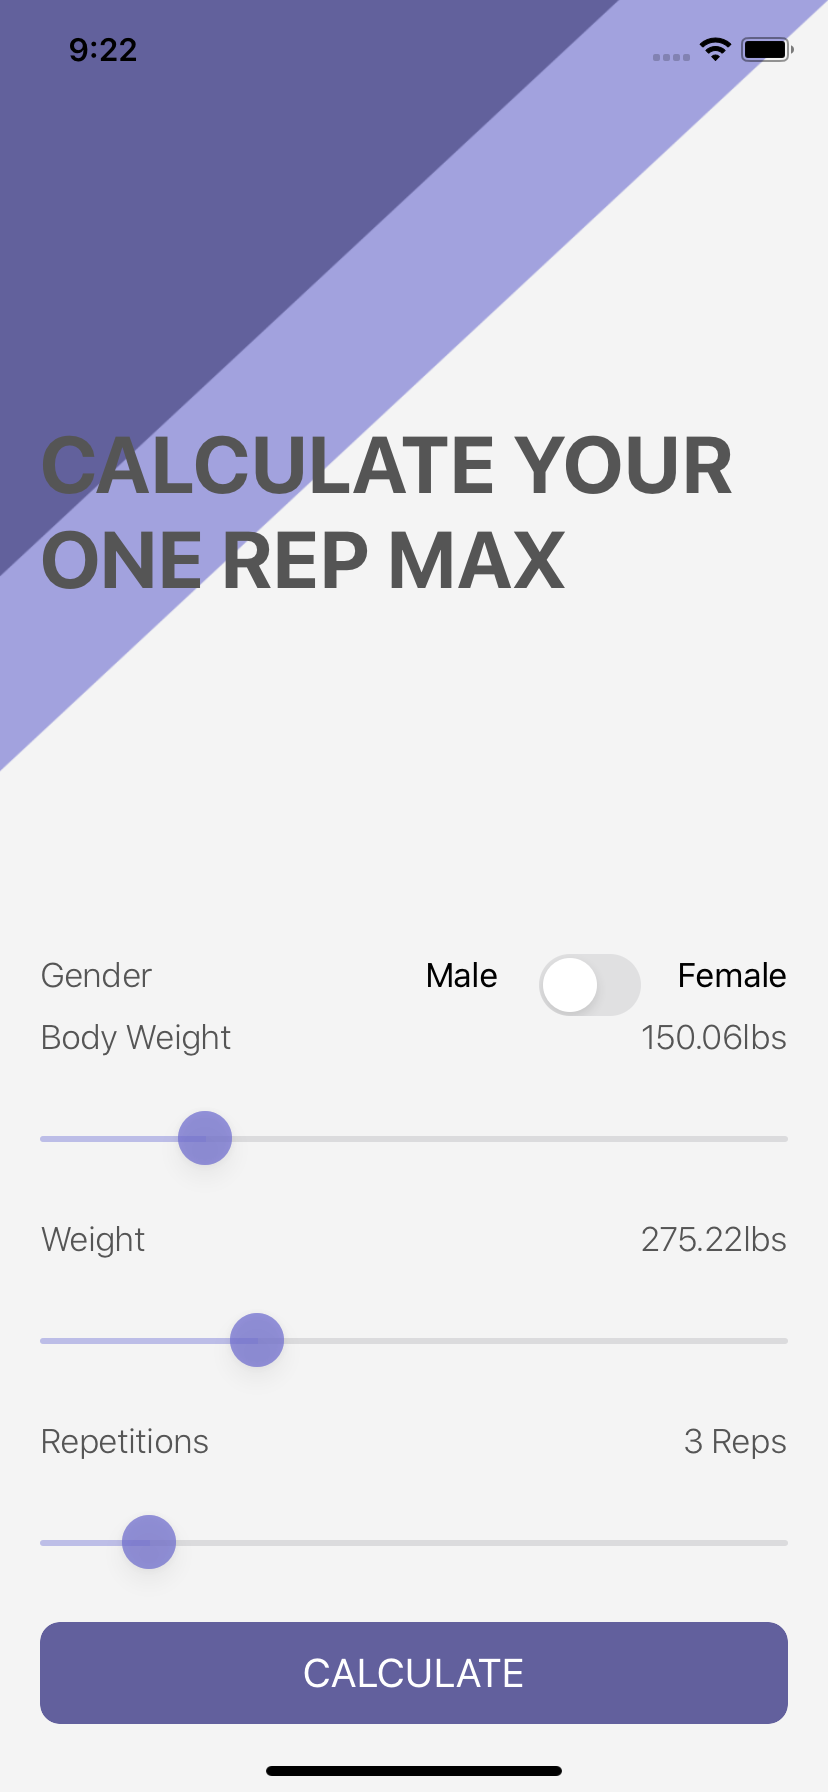 9:22
CALCULATE YOUR
ONE REP MAX
Gender Male Female
Body Weight 150.06lbs
Weight 275.22lbs
Repetitions 3 Reps
CALCULATE